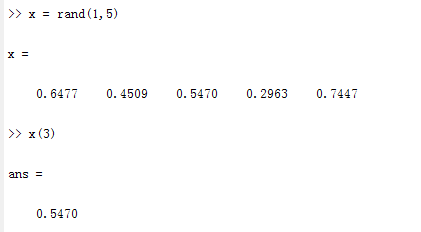 >> x = rand(1,5)
x =
0.6477 0.4509 0.5470 0.2963 0.7447
>> x(3)
ans =
0.5470